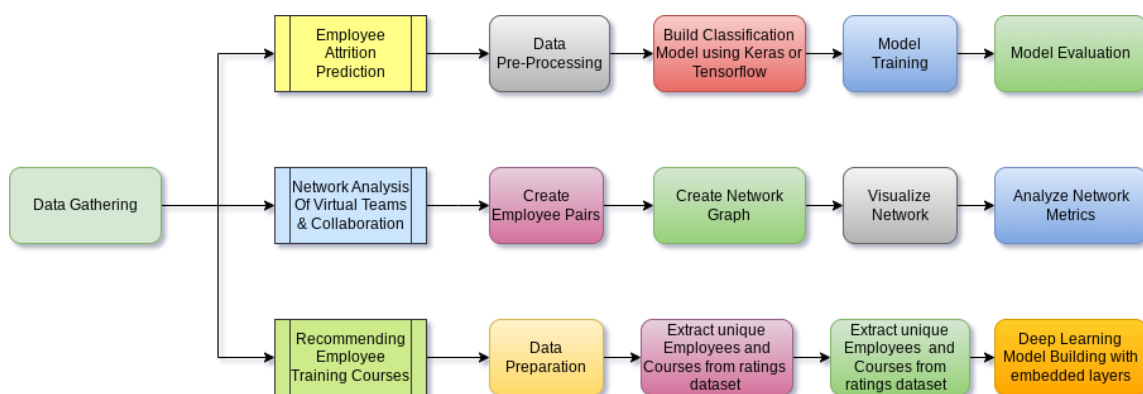 Employee
Attrition
Prediction
Data
Pre-Processing
Build Classification
Model using Keras or
Tensorflow
Model
Training
Model Evaluation
Data Gathering
Network Analysis
Of Virtual Teams
& Collaboration
Create
Employee Pairs
Create Network
Graph
Visualize
Network
Analyze Network
Metrics
Recommending
Employee
Training Courses
Data
Preparation
Extract unique
Employees and
Courses from ratings
dataset
Extract unique
Employees and
Courses from
ratings dataset
Deep Learning
Model Building with
embedded layers